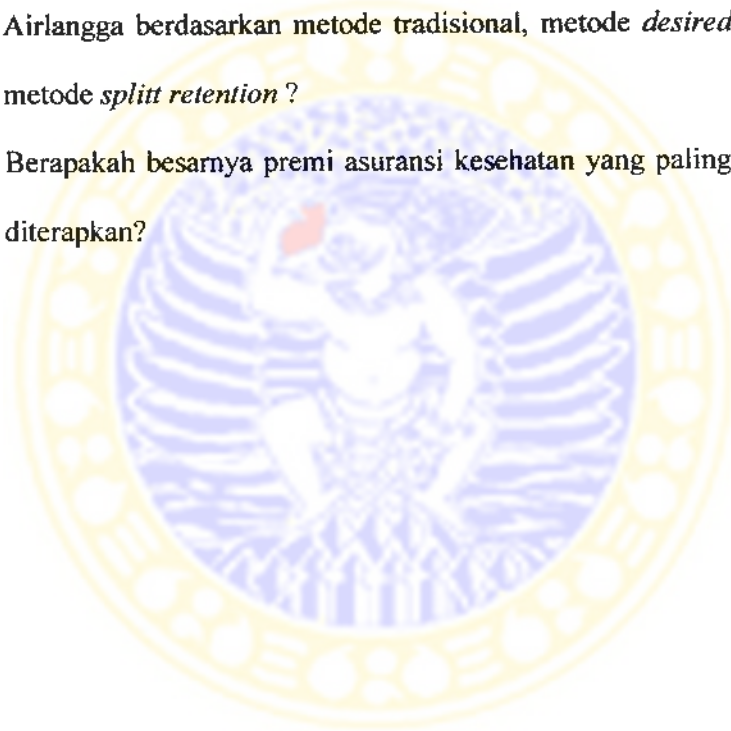 Airlangga berdasarkan metode tradisional, metode desired
metode splitt retention ?
Berapakah besarnya premi asuransi kesehatan yang paling
diterapkan?